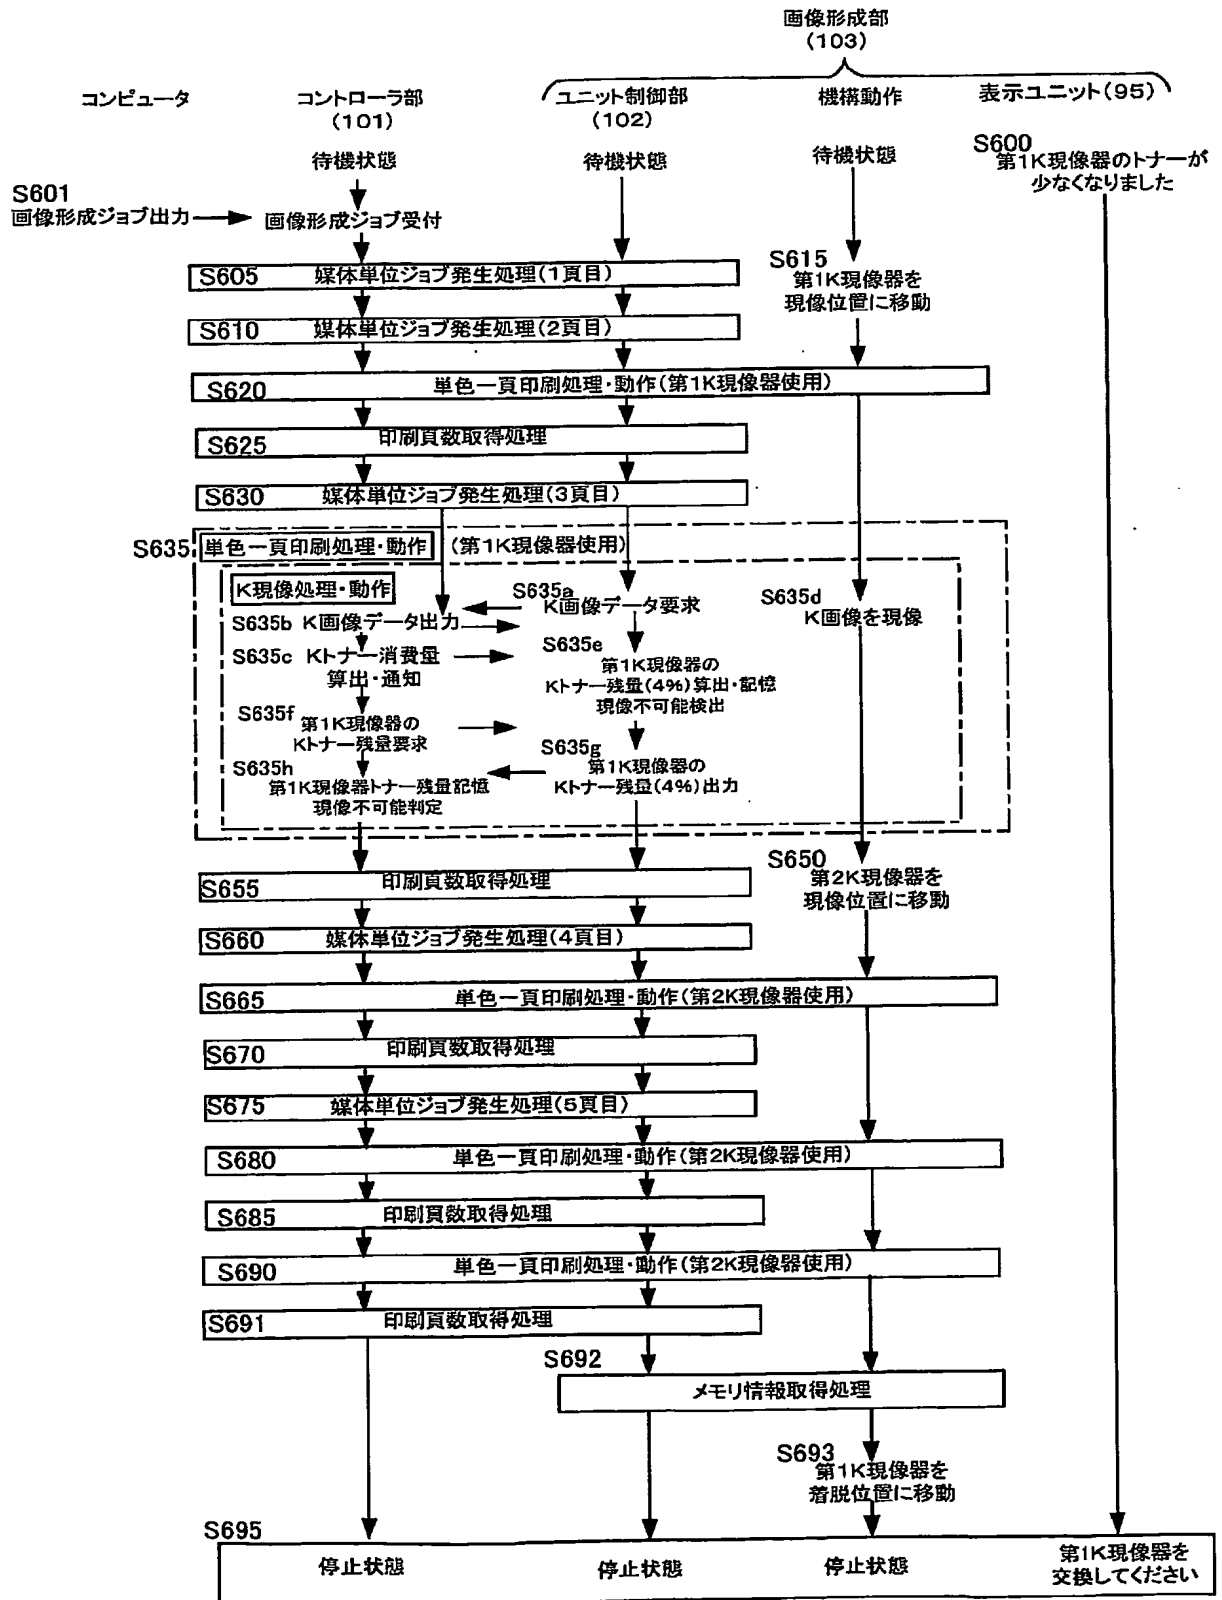 画像形成部
(103)
コンピュータ
コントローラ部
(101)
ユニット制御部
(102)
機構動作
表示ユニット(95)
待機状態
待機状態
待機状態
S600
第1K現像器のトナーが
少なくなりました
S601
画像形成ジョブ出力
画像形成ジョブ受付
S605 媒体単位ジョブ発生処理(1頁目)
S615
第1K現像器を
現像位置に移動
S610 媒体単位ジョブ発生処理(2頁目)
S620 単色一頁印刷処理・動作(第1K現像器使用)
S625 印刷頁数取得処理
S630 媒体単位ジョブ発生処理(3頁目)
S635 単色一頁印刷処理・動作 (第1K現像器使用)
K現像処理・動作
S635a
K画像データ要求
S635d
K画像を現像
S635b K画像データ出力
S635c Kトナー消費量
算出・通知
S635e
第1K現像器の
Kトナー残量(4%)算出・記憶
現像不可能検出
S635f
第1K現像器の
Kトナー残量要求
S635g
第1K現像器の
Kトナー残量(4%)出力
S635h
第1K現像器トナー残量記憶
現像不可能判定
S650
第2K現像器を
現像位置に移動
S655 印刷頁数取得処理
S660 媒体単位ジョブ発生処理(4頁目)
S665 単色一頁印刷処理・動作(第2K現像器使用)
S670 印刷頁数取得処理
S675 媒体単位ジョブ発生処理(5頁目)
S680 単色一頁印刷処理・動作(第2K現像器使用)
S685 印刷頁数取得処理
S690 単色一頁印刷処理・動作(第2K現像器使用)
S691 印刷頁数取得処理
S692
メモリ情報取得処理
S693
第1K現像器を
着脱位置に移動
S695
停止状態
停止状態
停止状態
第1K現像器を
交換してください